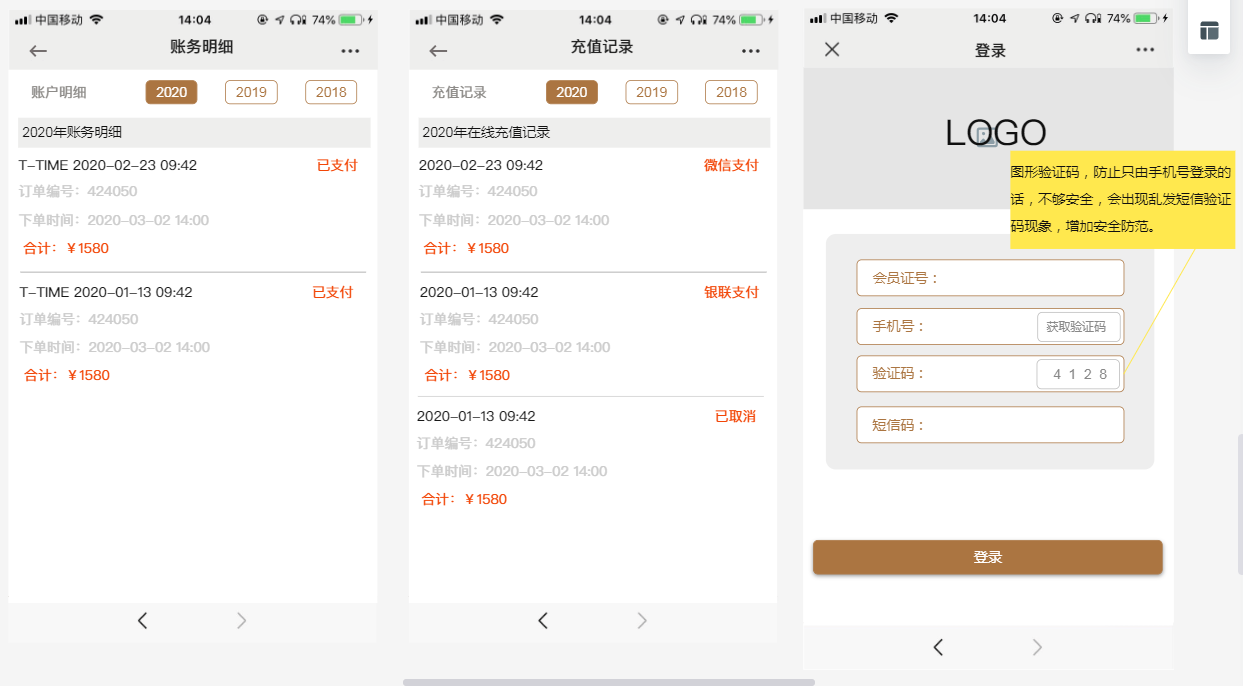 中国移动 14:04 74%
账务明细
账户明细 2020 2019 2018
2020年账务明细
T-TIME 2020-02-23 09:42 已支付
订单编号：424050
下单时间：2020-03-02 14:00
合计：￥1580
T-TIME 2020-01-13 09:42 已支付
订单编号：424050
下单时间：2020-03-02 14:00
合计：￥1580
中国移动 14:04 74%
充值记录
充值记录 2020 2019 2018
2020年在线充值记录
2020-02-23 09:42 微信支付
订单编号：424050
下单时间：2020-03-02 14:00
合计：￥1580
2020-01-13 09:42 银联支付
订单编号：424050
下单时间：2020-03-02 14:00
合计：￥1580
2020-01-13 09:42 已取消
订单编号：424050
下单时间：2020-03-02 14:00
合计：￥1580
中国移动 14:04 74%
登录
LOGO
图形验证码，防止只由手机号登录的
话，不够安全，会出现乱发短信验证
码现象，增加安全防范。
会员证号：
手机号： 获取验证码
验证码： 4 1 2 8
短信码：
登录